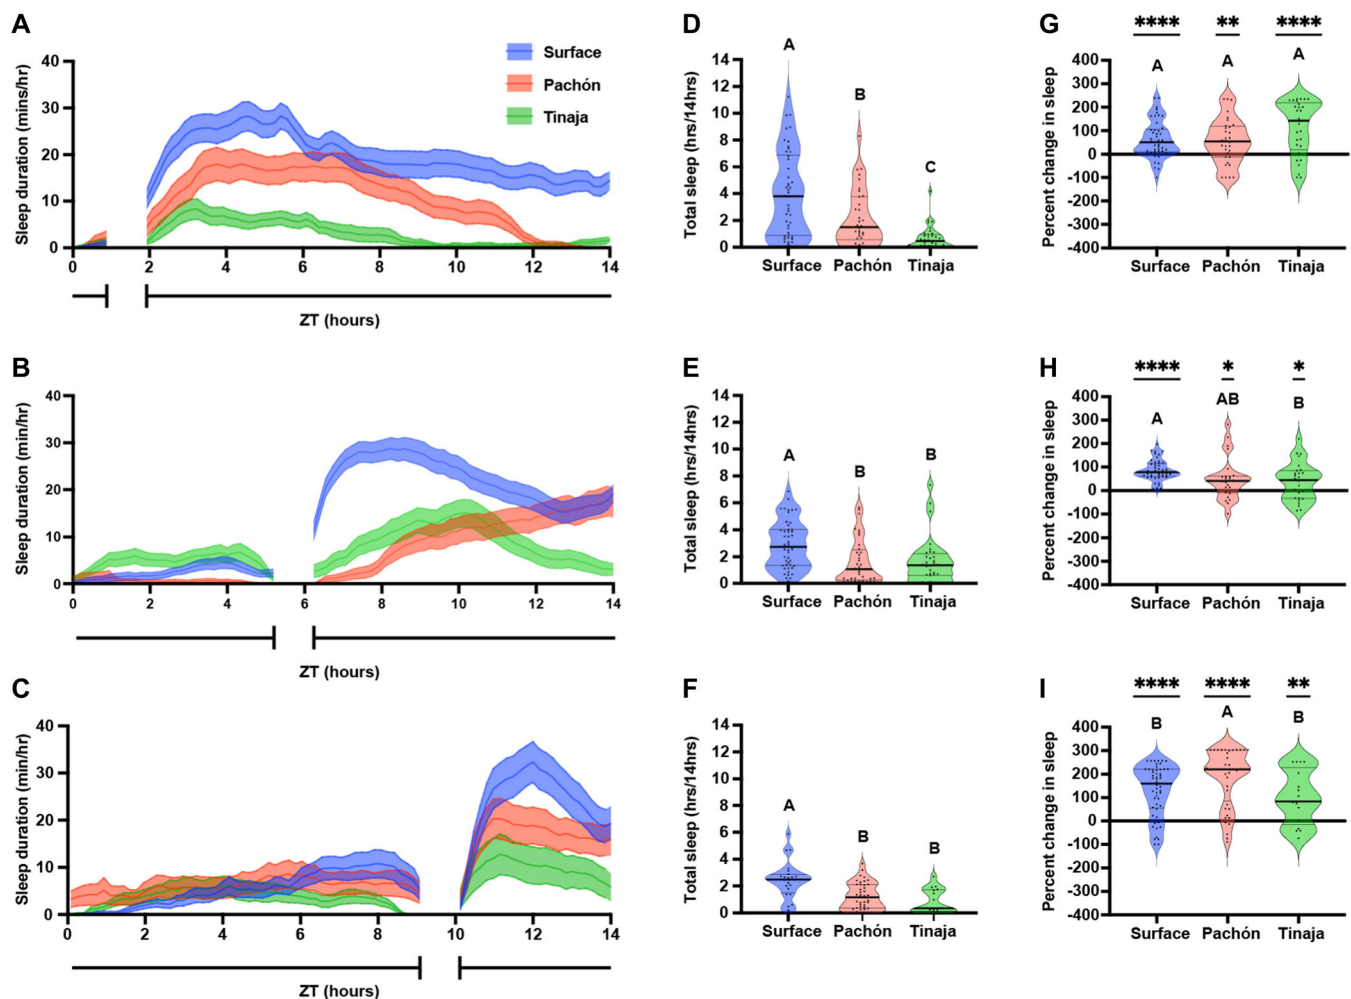 A
Sleep duration (mins/hr)
40
30
20
10
0
0 2 4 6 8 10 12 14
ZT (hours)
Surface
Pachón
Tinaja
D
Total sleep (hrs/14hrs)
14
12
10
8
6
4
2
0
A
B
C
Surface Pachón Tinaja
G
**** ** ****
A A A
Percent change in sleep
400
300
200
100
0
-100
-200
-300
-400
Surface Pachón Tinaja
B
Sleep duration (min/hr)
40
30
20
10
0
0 2 4 6 6 8 10 12 14
ZT (hours)
E
Total sleep (hrs/14hrs)
14
12
10
8
6
4
2
0
A B B
Surface Pachón Tinaja
H
**** * *
A AB B
Percent change in sleep
400
300
200
100
0
-100
-200
-300
-400
Surface Pachón Tinaja
C
Sleep duration (min/hr)
40
30
20
10
0
0 2 4 6 8 10 12 14
ZT (hours)
F
Total sleep (hrs/14hrs)
14
12
10
8
6
4
2
0
A B B
Surface Pachón Tinaja
I
**** **** **
B A B
Percent change in sleep
400
300
200
100
0
-100
-200
-300
-400
Surface Pachón Tinaja